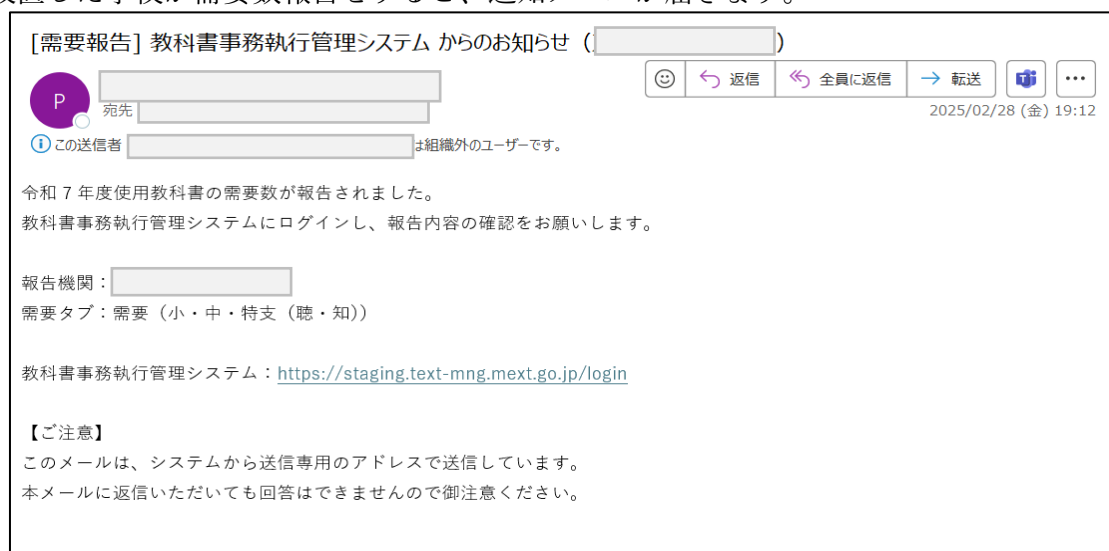 設置した学校が需要数報告をすると、通知メールが届きます。
[需要報告] 教科書事務執行管理システム からのお知らせ ( )
返信 全員に返信 転送
P
宛先
2025/02/28 (金) 19:12
この送信者 は組織外のユーザーです。
令和 7 年度使用教科書の需要数が報告されました。
教科書事務執行管理システムにログインし、報告内容の確認をお願いします。
報告機関:
需要タブ:需要(小・中・特支(聴・知))
教科書事務執行管理システム:https://staging.text-mng.mext.go.jp/login
【ご注意】
このメールは、システムから送信専用のアドレスで送信しています。
本メールに返信いただいても回答はできませんので御注意ください。